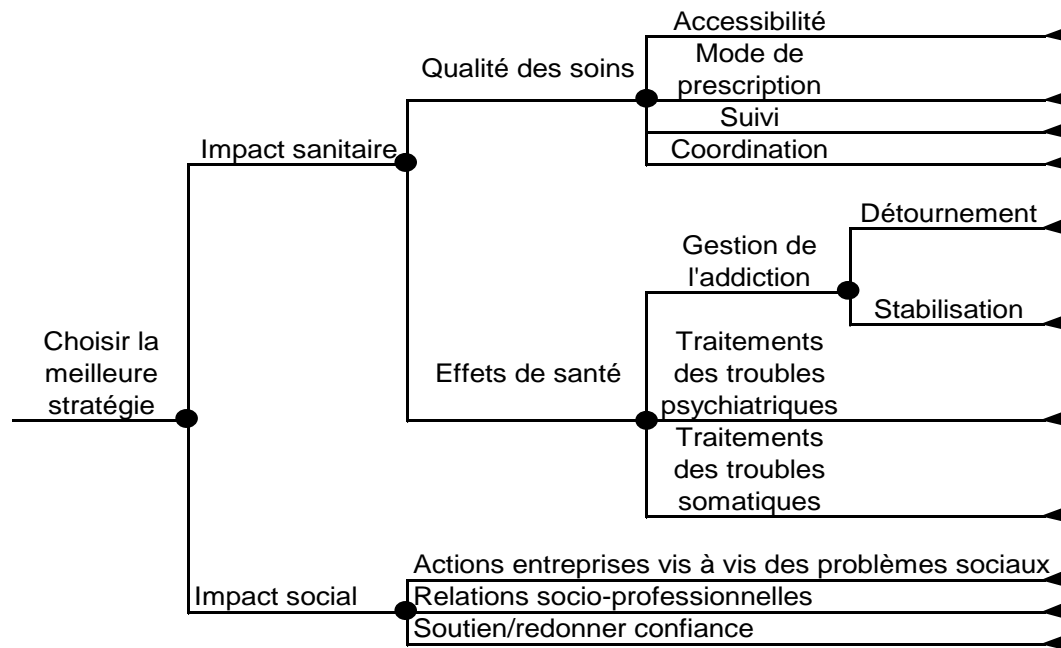 Accessibilité
Mode de
prescription
Qualité des soins
Suivi
Coordination
Impact sanitaire
Détournement
Gestion de
l'addiction
Stabilisation
Choisir la
meilleure
stratégie
Effets de santé
Traitements
des troubles
psychiatriques
Traitements
des troubles
somatiques
Actions entreprises vis à vis des problèmes sociaux
Impact social
Relations socio-professionnelles
Soutien/redonner confiance